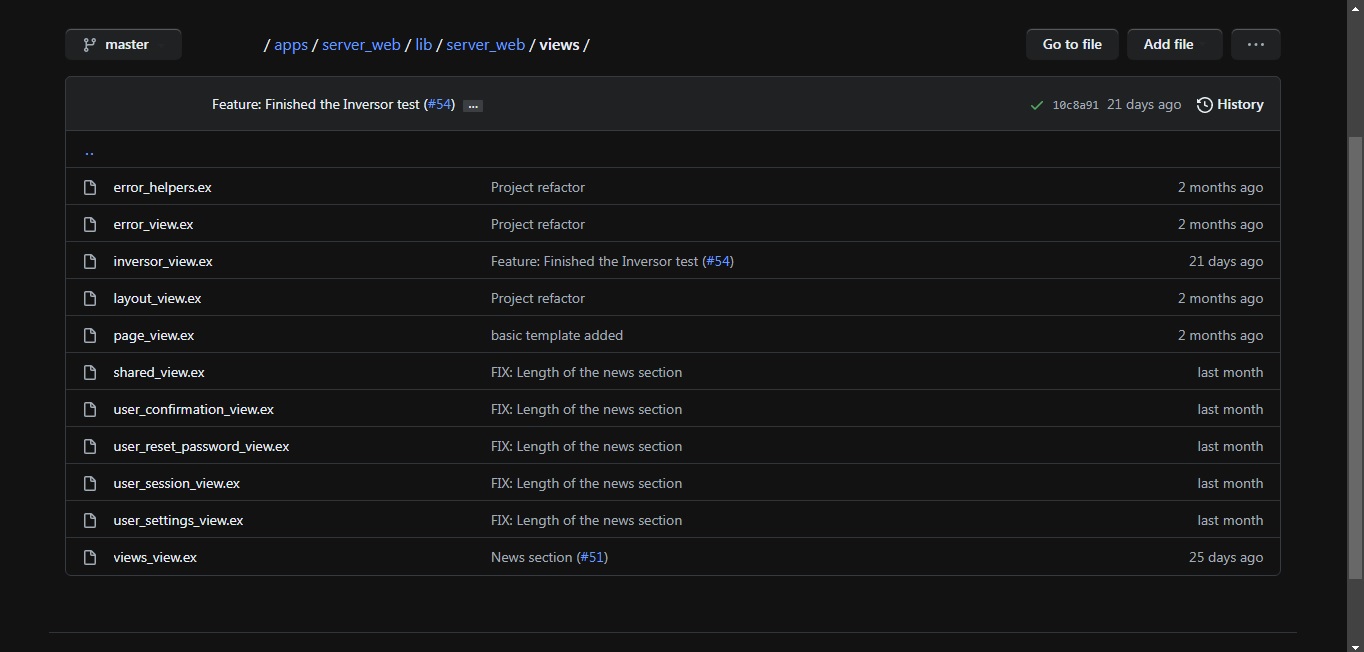 master / apps / server_web / lib / server_web / views / Go to file Add file ...
Feature: Finished the Inversor test (#54) ... 10c8a91 21 days ago History
..
error_helpers.ex Project refactor 2 months ago
error_view.ex Project refactor 2 months ago
inversor_view.ex Feature: Finished the Inversor test (#54) 21 days ago
layout_view.ex Project refactor 2 months ago
page_view.ex basic template added 2 months ago
shared_view.ex FIX: Length of the news section last month
user_confirmation_view.ex FIX: Length of the news section last month
user_reset_password_view.ex FIX: Length of the news section last month
user_session_view.ex FIX: Length of the news section last month
user_settings_view.ex FIX: Length of the news section last month
views_view.ex News section (#51) 25 days ago